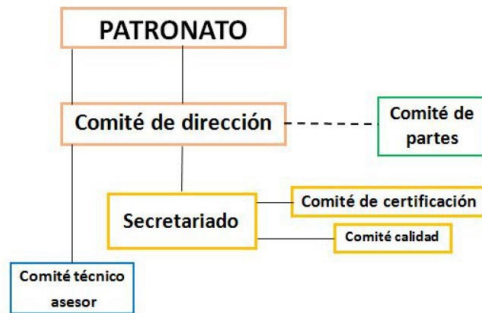 PATRONATO
Comité de dirección
Comité de
partes
Secretariado
Comité de certificación
Comité calidad
Comité técnico
asesor